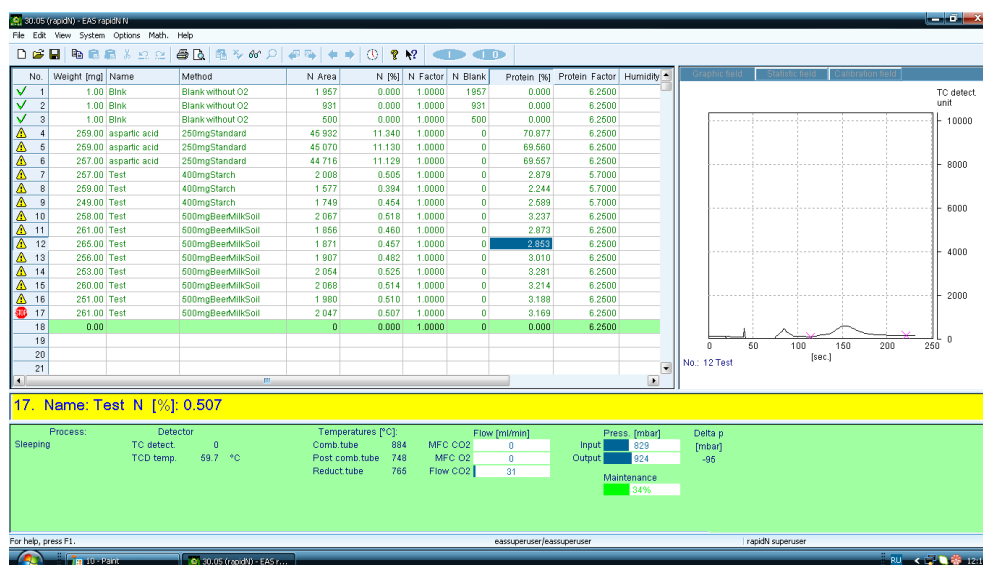 30.05 (rapidN) - EAS rapidN N
File Edit View System Options Math. Help
No. Weight [mg] Name Method N Area N [%] N Factor N Blank Protein [%] Protein Factor Humidity
1 1.00 Blnk Blank without O2 1 957 0.000 1.0000 1957 0.000 6.2500
2 1.00 Blnk Blank without O2 931 0.000 1.0000 931 0.000 6.2500
3 1.00 Blnk Blank without O2 500 0.000 1.0000 500 0.000 6.2500
4 259.00 aspartic acid 250mgStandard 45 932 11.340 1.0000 0 70.877 6.2500
5 259.00 aspartic acid 250mgStandard 45 070 11.130 1.0000 0 69.560 6.2500
6 257.00 aspartic acid 250mgStandard 44 716 11.129 1.0000 0 69.557 6.2500
7 257.00 Test 400mgStarch 2 008 0.505 1.0000 0 2.879 5.7000
8 259.00 Test 400mgStarch 1 577 0.394 1.0000 0 2.244 5.7000
9 249.00 Test 400mgStarch 1 749 0.454 1.0000 0 2.589 5.7000
10 258.00 Test 500mgBeerMilkSoil 2 067 0.518 1.0000 0 3.237 6.2500
11 261.00 Test 500mgBeerMilkSoil 1 856 0.460 1.0000 0 2.873 6.2500
12 265.00 Test 500mgBeerMilkSoil 1 871 0.457 1.0000 0 2.853 6.2500
13 256.00 Test 500mgBeerMilkSoil 1 907 0.482 1.0000 0 3.010 6.2500
14 253.00 Test 500mgBeerMilkSoil 2 054 0.525 1.0000 0 3.281 6.2500
15 260.00 Test 500mgBeerMilkSoil 2 068 0.514 1.0000 0 3.214 6.2500
16 251.00 Test 500mgBeerMilkSoil 1 980 0.510 1.0000 0 3.188 6.2500
STOP 17 261.00 Test 500mgBeerMilkSoil 2 047 0.507 1.0000 0 3.169 6.2500
18 0.00 0 0.000 1.0000 0 0.000 6.2500
19
20
21
Graphic field Statistic field Calibration field
TC detect.
unit
10000
8000
6000
4000
2000
0
0 50 100 150 200 250
[sec.]
No.: 12 Test
17. Name: Test N [%]: 0.507
Process: Detector Temperatures [°C]: Flow [ml/min] Press. [mbar] Delta p
Sleeping TC detect. 0 Comb.tube 884 MFC CO2 0 Input 829 [mbar]
TCD temp. 59.7 °C Post comb.tube 748 MFC O2 0 Output 924 -95
Reduct.tube 765 Flow CO2 31
Maintenance
34%
For help, press F1. eassuperuser/eassuperuser rapidN superuser
10 - Paint 30.05 (rapidN) - EAS r... RU 12:1